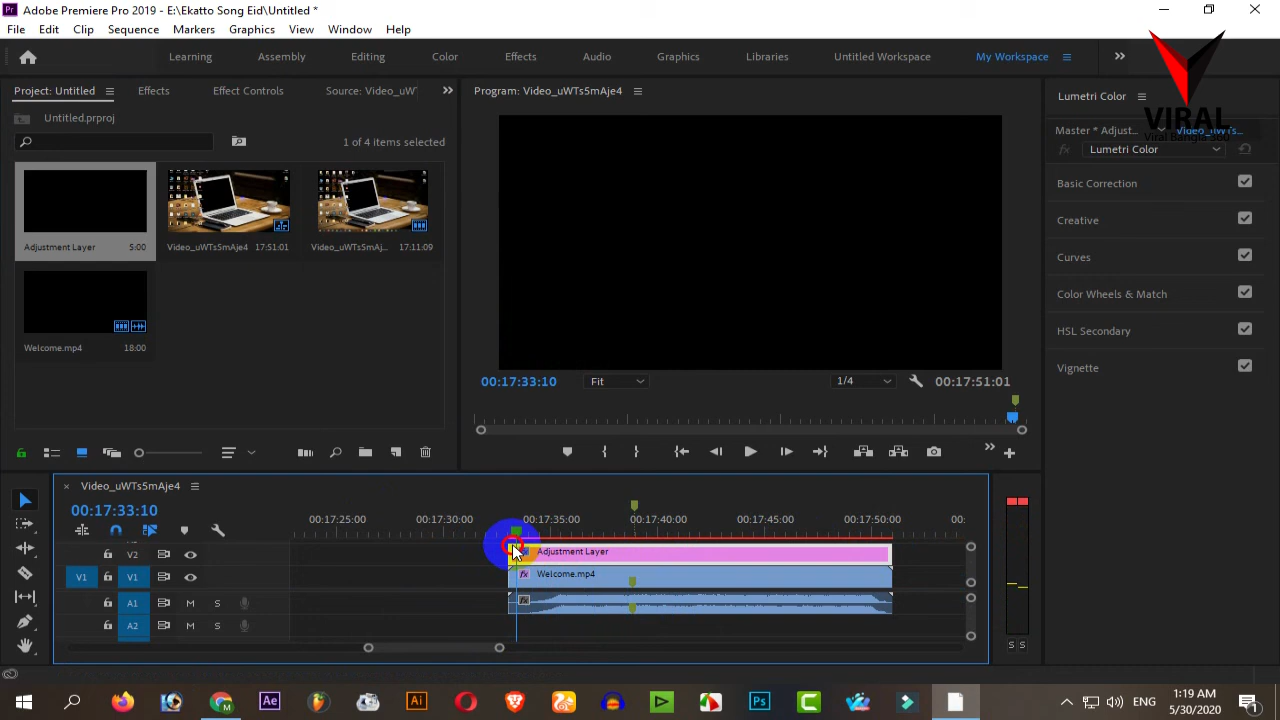 Adobe Premiere Pro 2019 - E:\Ekatto Song Eid\Untitled *
File Edit Clip Sequence Markers Graphics View Window Help
Learning Assembly Editing Color Effects Audio Graphics Libraries Untitled Workspace My Workspace
VIRAL
Viral Bangla 360
Project: Untitled Effects Effect Controls Source: Video_uWT
Program: Video_uWTs5mAje4
Lumetri Color
Untitled.prproj
Master * Adjust... Video_uWTs...
1 of 4 items selected
Lumetri Color
Basic Correction
Creative
Curves
Color Wheels & Match
HSL Secondary
Vignette
Adjustment Layer 5:00
Video_uWTs5mAje4 17:51:01
Video_uWTs5mAj... 17:11:09
Welcome.mp4 18:00
00:17:33:10 Fit 1/4 00:17:51:01
Video_uWTs5mAje4
00:17:33:10
00:17:25:00 00:17:30:00 00:17:35:00 00:17:40:00 00:17:45:00 00:17:50:00 00:
V2 Adjustment Layer
V1 V1 Welcome.mp4
A1 M S
A2 M S
S S
ENG
1:19 AM
5/30/2020